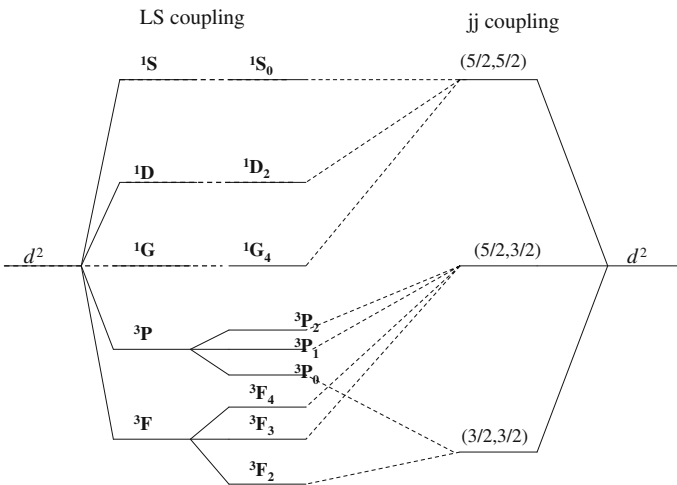 LS coupling
jj coupling
¹S ¹S₀ (5/2,5/2)
¹D ¹D₂
d² ¹G ¹G₄ (5/2,3/2) d²
³P ³P₂
³P₁
³P₀
³F ³F₄
³F₃ (3/2,3/2)
³F₂